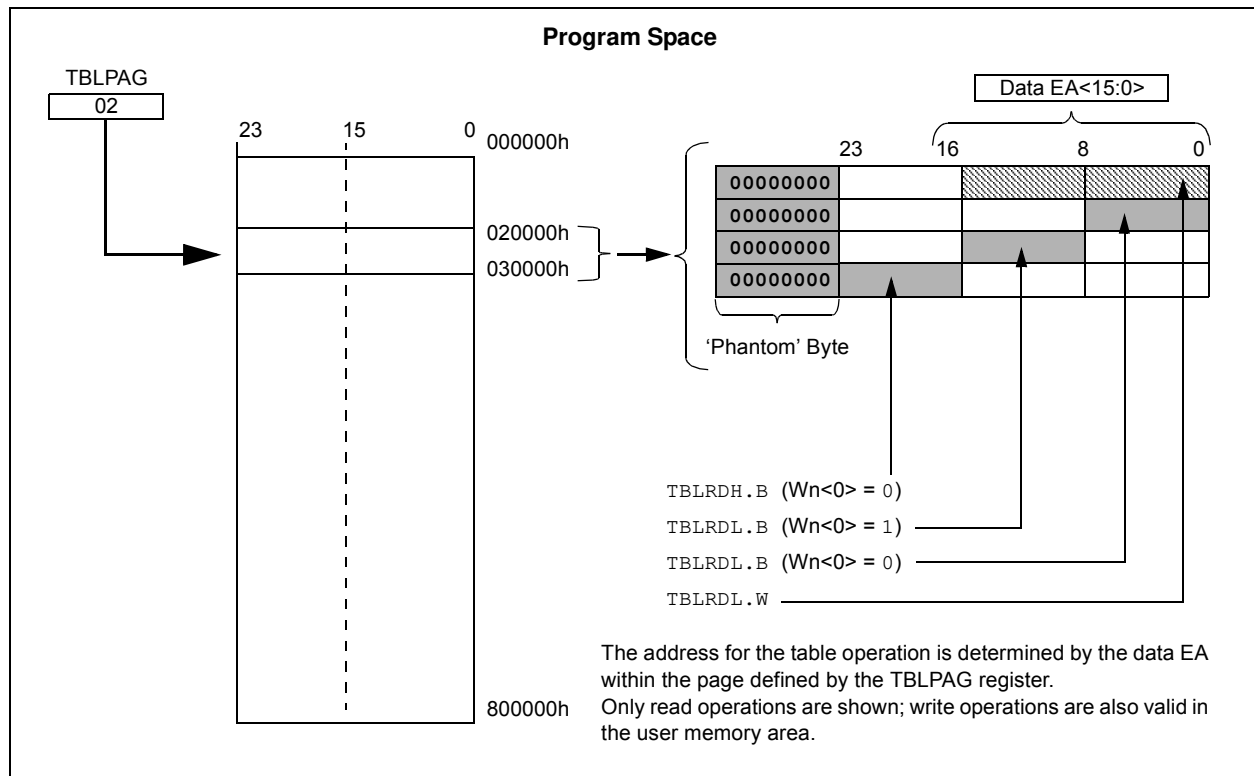 Program Space
TBLPAG
02
Data EA<15:0>
23 15 0
000000h
23 16 8 0
00000000
00000000
00000000
00000000
020000h
030000h
'Phantom' Byte
TBLRDH.B (Wn<0> = 0)
TBLRDL.B (Wn<0> = 1)
TBLRDL.B (Wn<0> = 0)
TBLRDL.W
The address for the table operation is determined by the data EA
within the page defined by the TBLPAG register.
Only read operations are shown; write operations are also valid in
the user memory area.
800000h